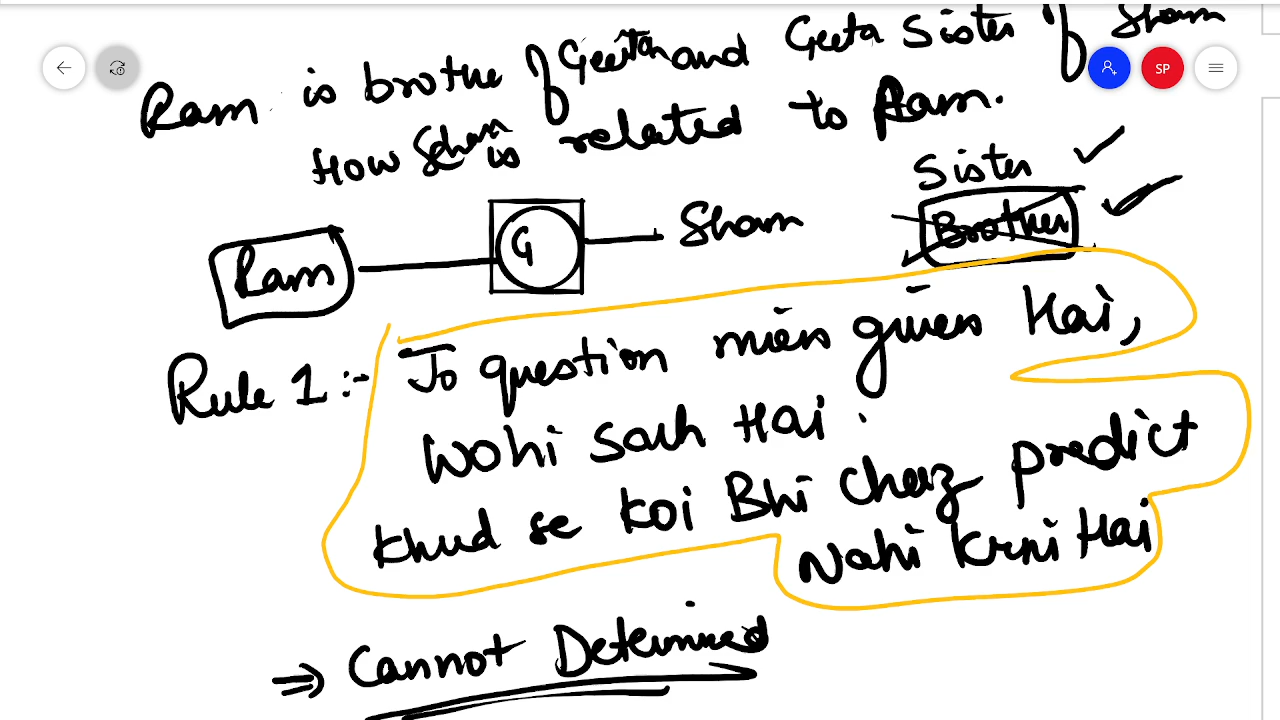 Ram is brothe of Geeta and Geeta Sister of Sham
How Sham is related to Ram.
Sister
Brother
Ram G Sham
Rule 1:- Jo question mien given Hai,
wohi Sach Hai.
khud se koi Bhi cheez predict
Nahi krni Hai
⇒ Cannot Determined
SP